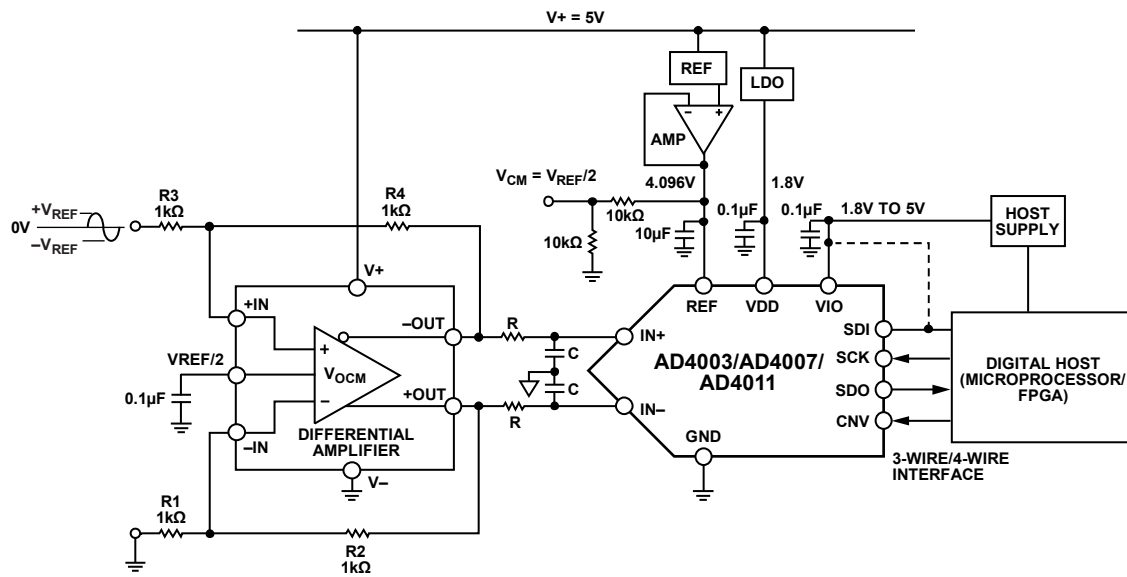 V+ = 5V
REF
LDO
AMP
VCM = VREF/2
4.096V
1.8V
R3
1kΩ
R4
1kΩ
+VREF
0V
−VREF
10kΩ
10kΩ
10µF
0.1µF
0.1µF
1.8V TO 5V
HOST
SUPPLY
V+
+IN
−OUT
R
REF
VDD
VIO
IN+
SDI
VREF/2
+
VOCM
−
C
C
AD4003/AD4007/
AD4011
SCK
DIGITAL HOST
(MICROPROCESSOR/
FPGA)
0.1µF
+OUT
SDO
−IN
R
IN−
CNV
DIFFERENTIAL
AMPLIFIER
GND
3-WIRE/4-WIRE
INTERFACE
V−
R1
1kΩ
R2
1kΩ
− +